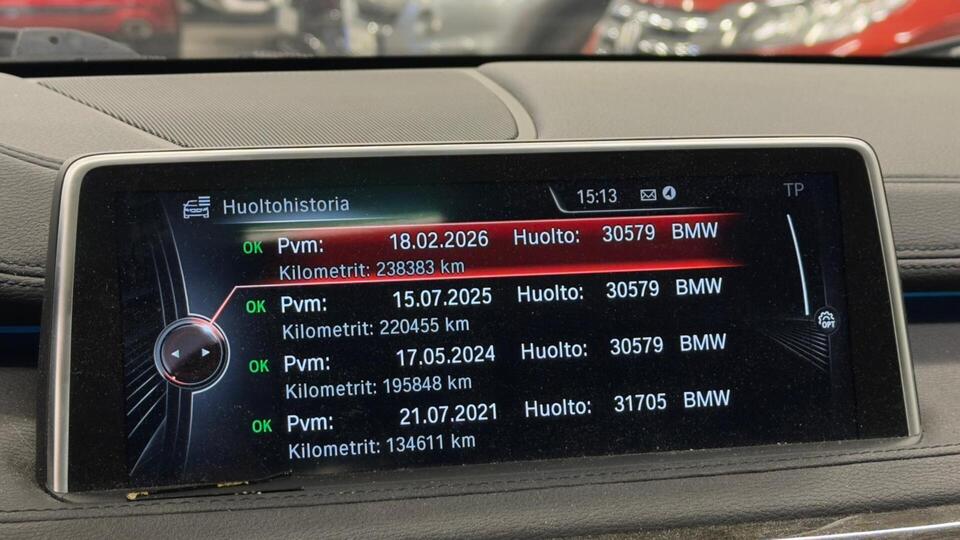 Huoltohistoria 15:13 TP
OK Pvm: 18.02.2026 Huolto: 30579 BMW
Kilometrit: 238383 km
OK Pvm: 15.07.2025 Huolto: 30579 BMW
Kilometrit: 220455 km
OPT
OK Pvm: 17.05.2024 Huolto: 30579 BMW
Kilometrit: 195848 km
OK Pvm: 21.07.2021 Huolto: 31705 BMW
Kilometrit: 134611 km